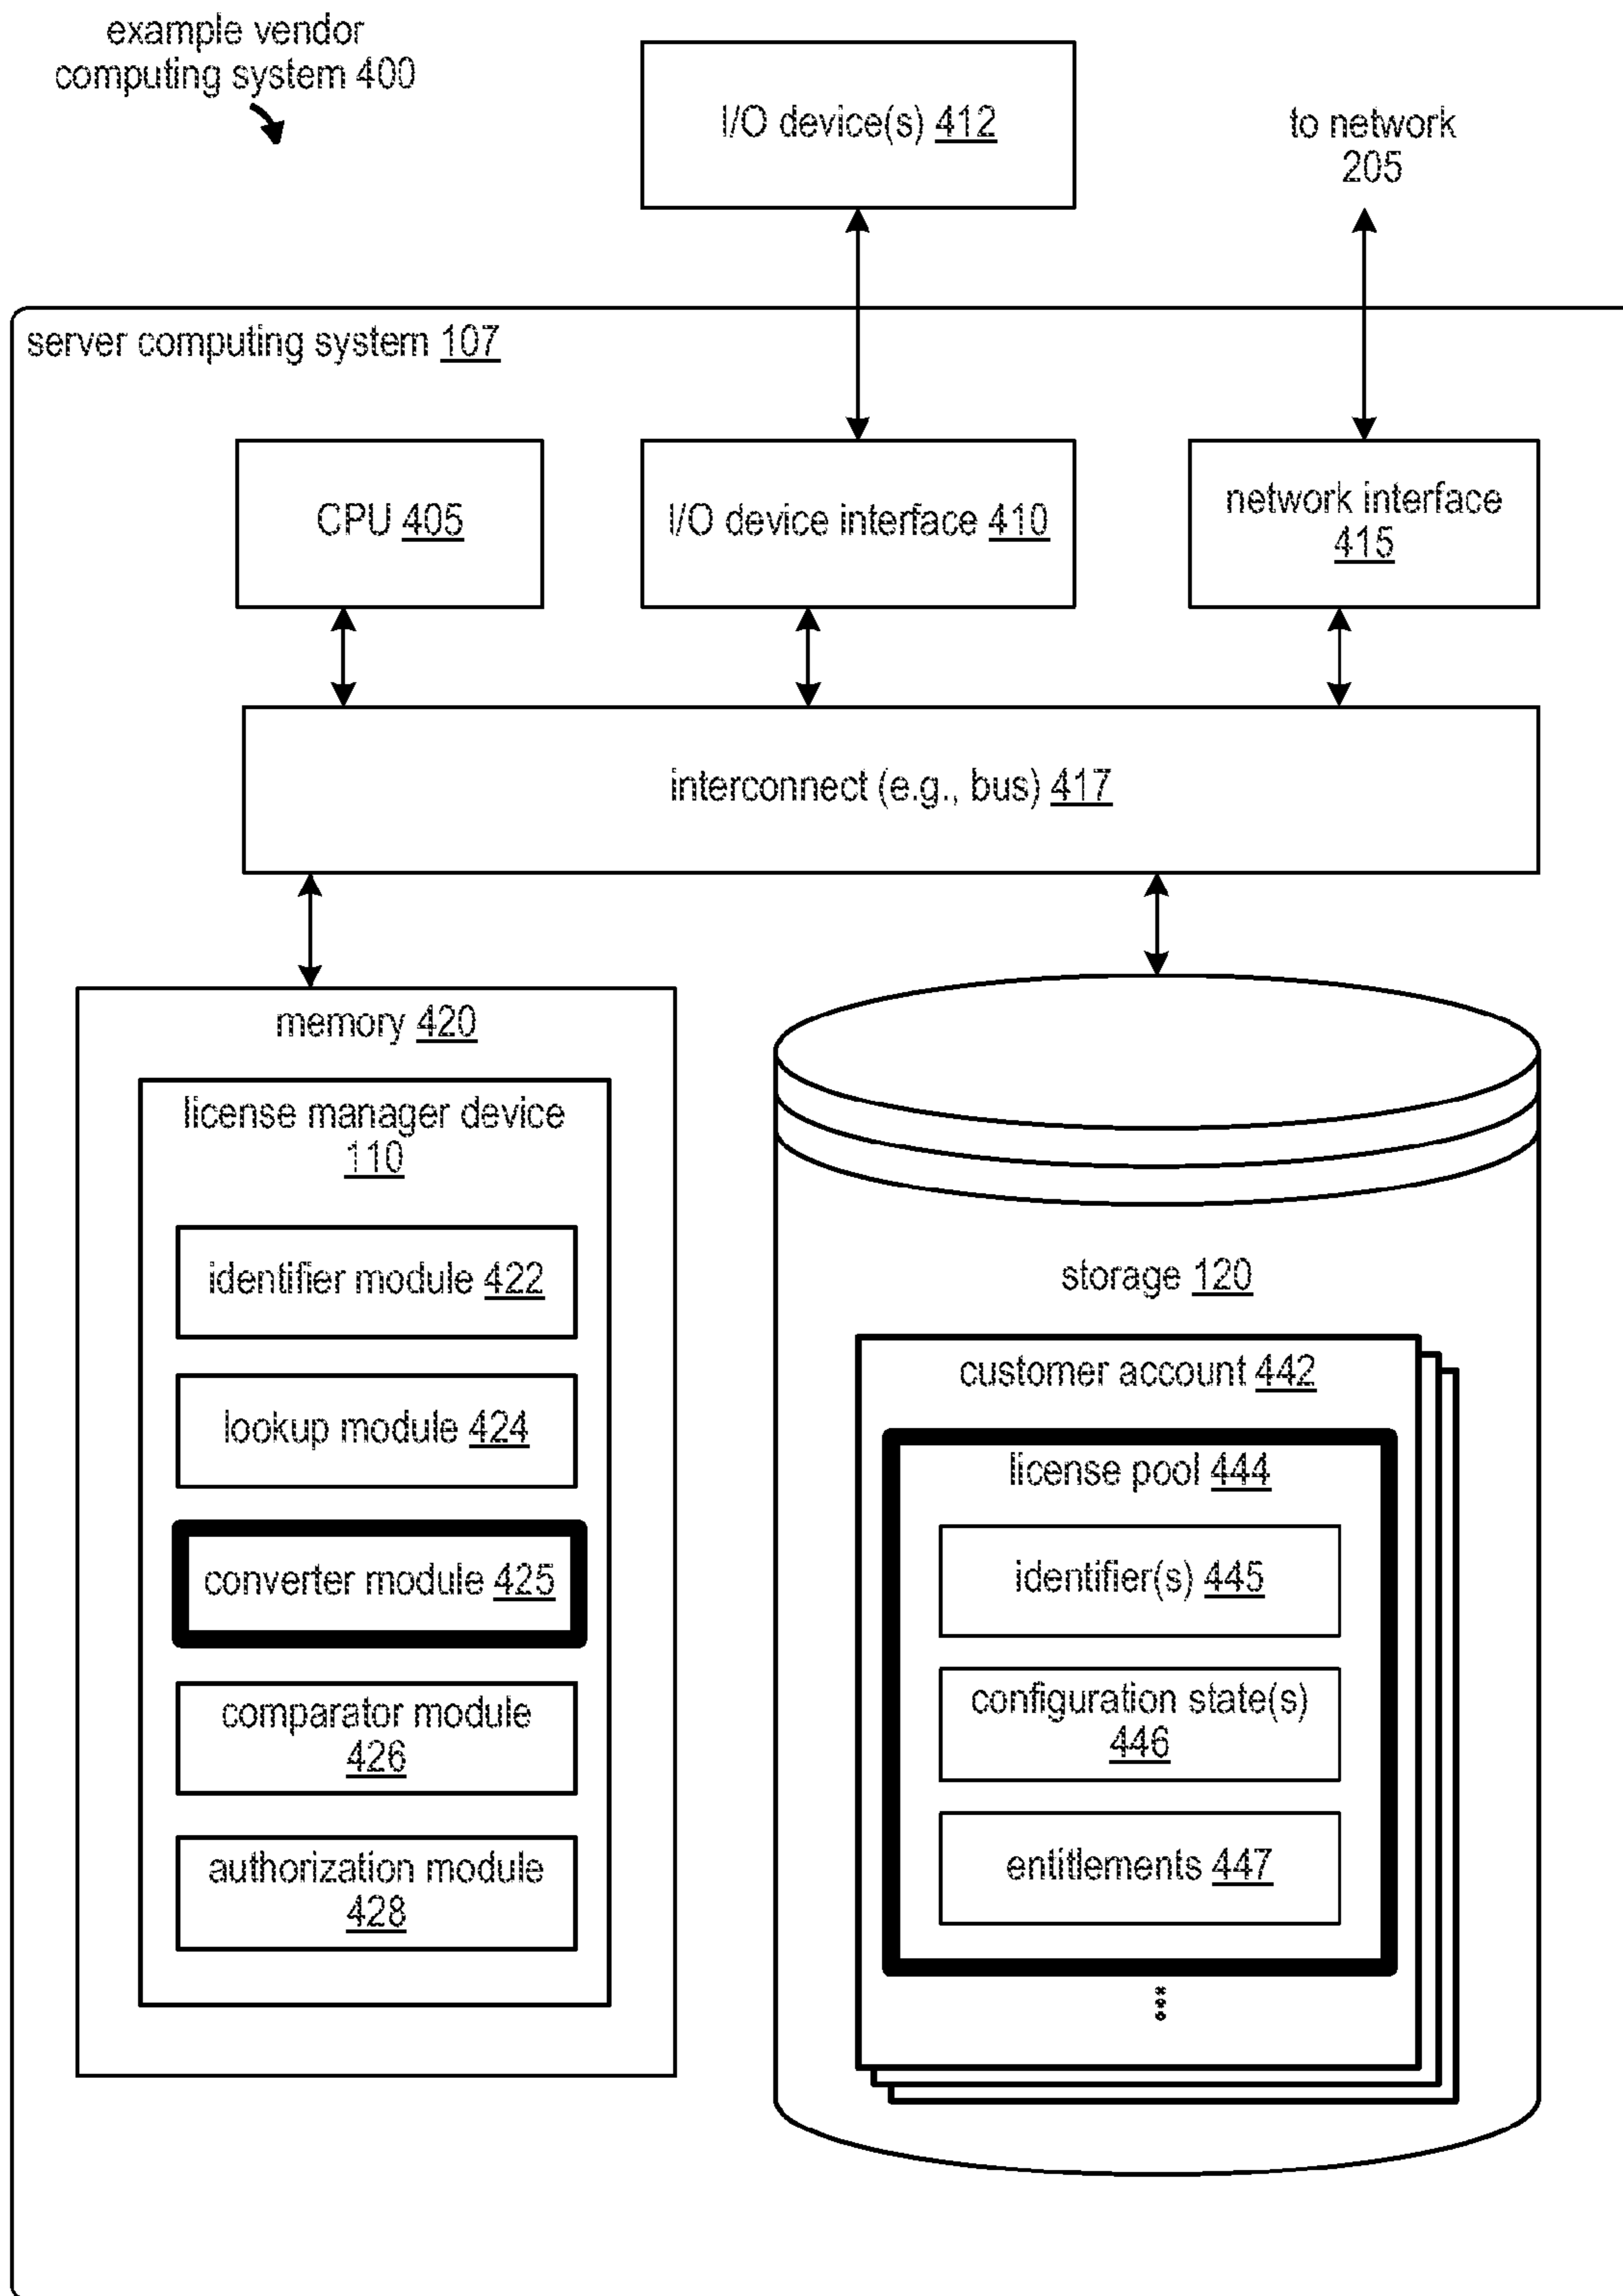 example vendor
computing system 400
I/O device(s) 412
to network
205
server computing system 107
CPU 405
I/O device interface 410
network interface
415
interconnect (e.g., bus) 417
memory 420
license manager device
110
identifier module 422
lookup module 424
converter module 425
comparator module
426
authorization module
428
storage 120
customer account 442
license pool 444
identifier(s) 445
configuration state(s)
446
entitlements 447